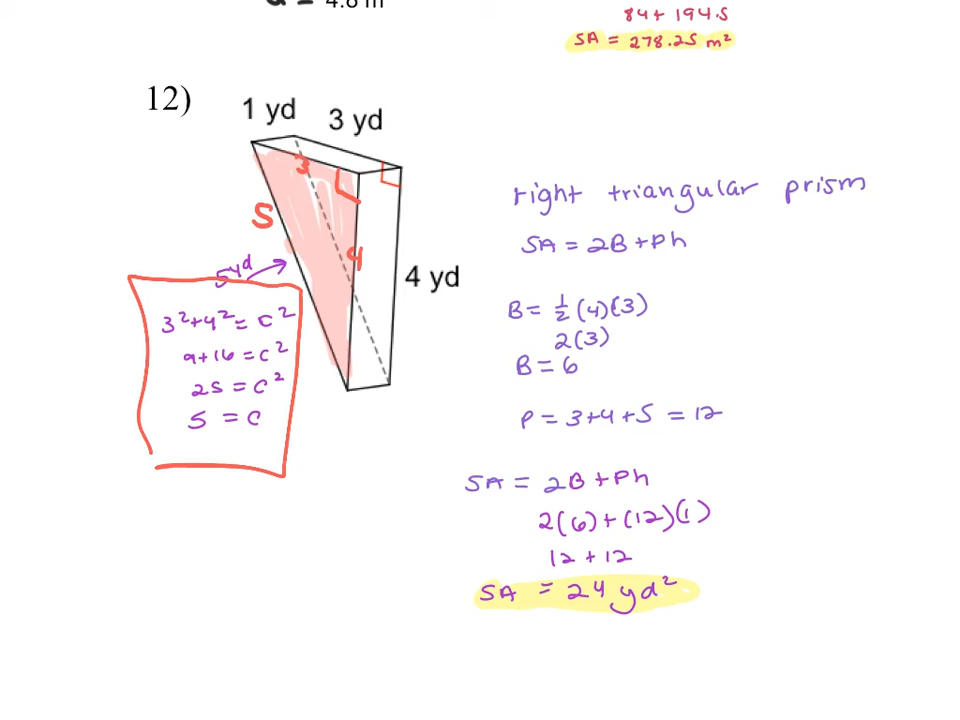 4.8 m
84 + 194.5
SA = 278.25 m²
12)
1 yd
3 yd
3
5
4
4 yd
5yd
3² + 4² = c²
9 + 16 = c²
25 = c²
5 = c
right triangular prism
SA = 2B + Ph
B = ½ (4)(3)
2(3)
B = 6
P = 3+4+5 = 12
SA = 2B + Ph
2(6) + (12)(1)
12 + 12
SA = 24 yd²